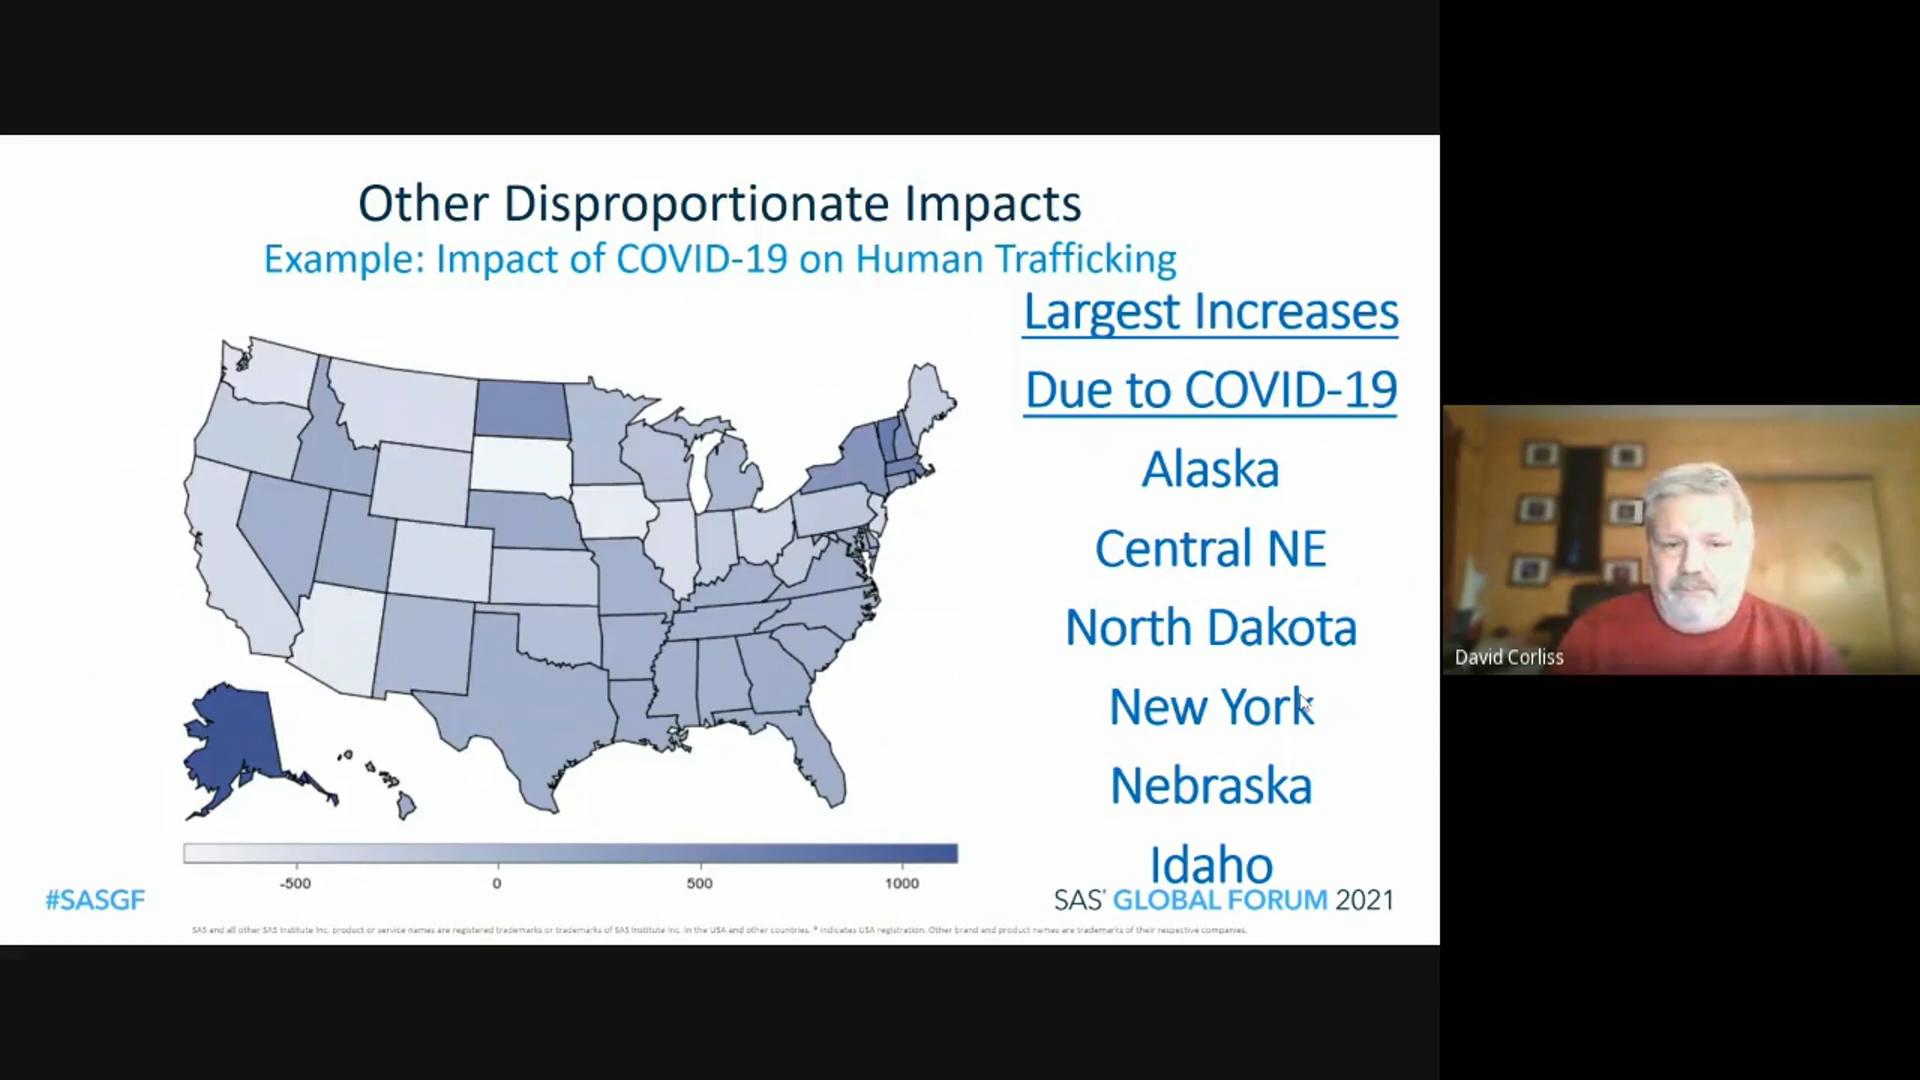 Other Disproportionate Impacts
Example: Impact of COVID-19 on Human Trafficking
Largest Increases
Due to COVID-19
Alaska
Central NE
North Dakota
New York
Nebraska
Idaho
-500 0 500 1000
#SASGF
SAS® GLOBAL FORUM 2021
SAS and all other SAS Institute Inc. product or service names are registered trademarks or trademarks of SAS Institute Inc. in the USA and other countries. ® indicates USA registration. Other brand and product names are trademarks of their respective companies.
David Corliss